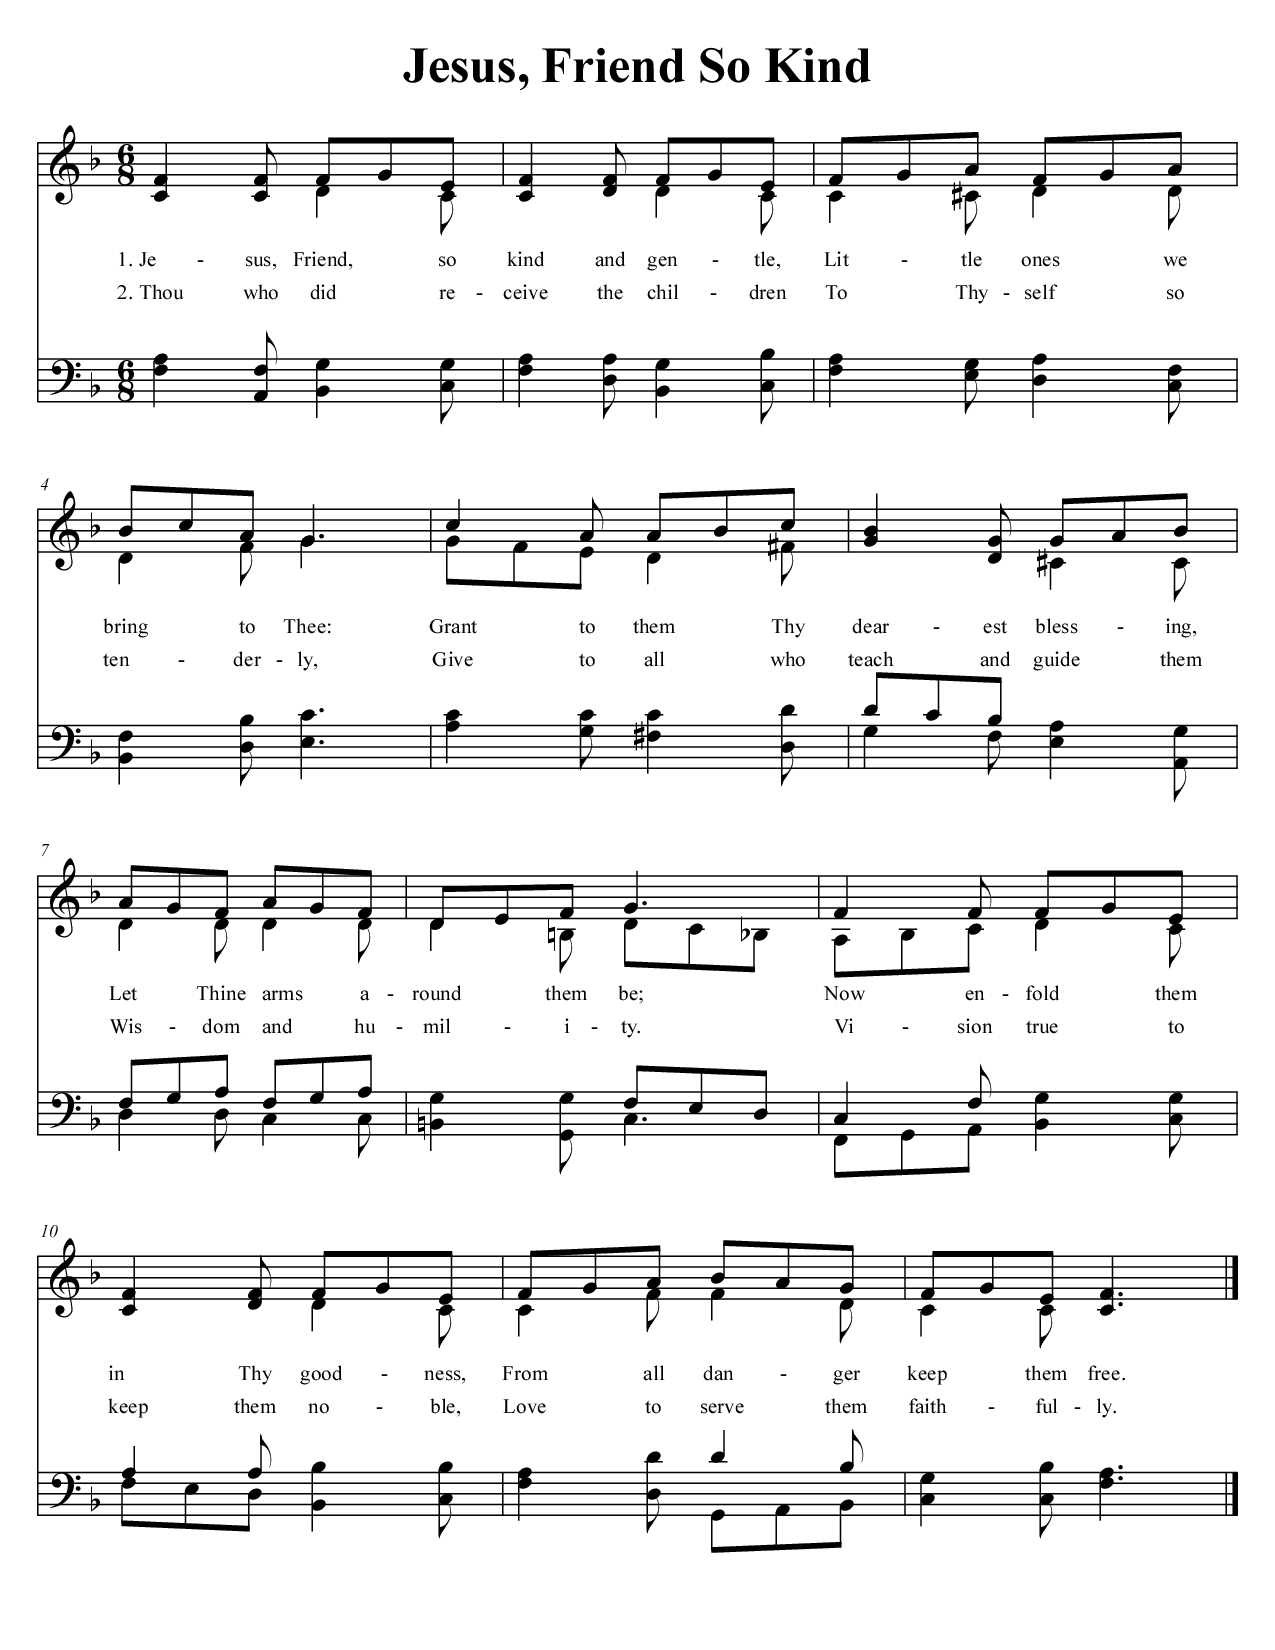 Jesus, Friend So Kind
6 8
1. Je - sus, Friend, so kind and gen - tle, Lit - tle ones we
2. Thou who did re - ceive the chil - dren To Thy - self so
6 8
4
bring to Thee: Grant to them Thy dear - est bless - ing,
ten - der - ly, Give to all who teach and guide them
7
Let Thine arms a - round them be; Now en - fold them
Wis - dom and hu - mil - i - ty. Vi - sion true to
10
in Thy good - ness, From all dan - ger keep them free.
keep them no - ble, Love to serve them faith - ful - ly.